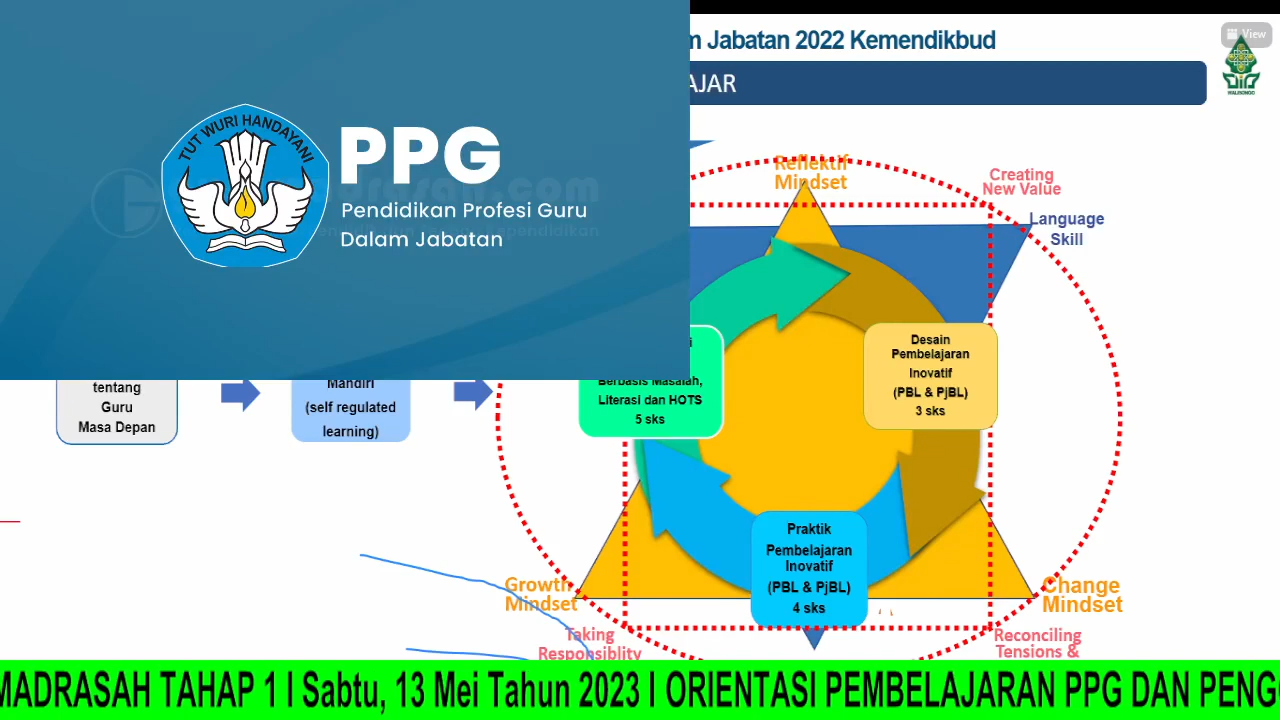 m Jabatan 2022 Kemendikbud
View
AJAR
WALISONGO
TUT WURI HANDAYANI
PPG
Pendidikan Profesi Guru
Dalam Jabatan
Reflektif
Mindset
Creating
New Value
Language
Skill
Desain
Pembelajaran
Inovatif
(PBL & PjBL)
3 sks
tentang
Guru
Masa Depan
Mandiri
(self regulated
learning)
Berbasis Masalah,
Literasi dan HOTS
5 sks
Praktik
Pembelajaran
Inovatif
(PBL & PjBL)
4 sks
Growth
Mindset
Change
Mindset
Taking
Responsiblity
Reconciling
Tensions &
MADRASAH TAHAP 1 I Sabtu, 13 Mei Tahun 2023 I ORIENTASI PEMBELAJARAN PPG DAN PENG